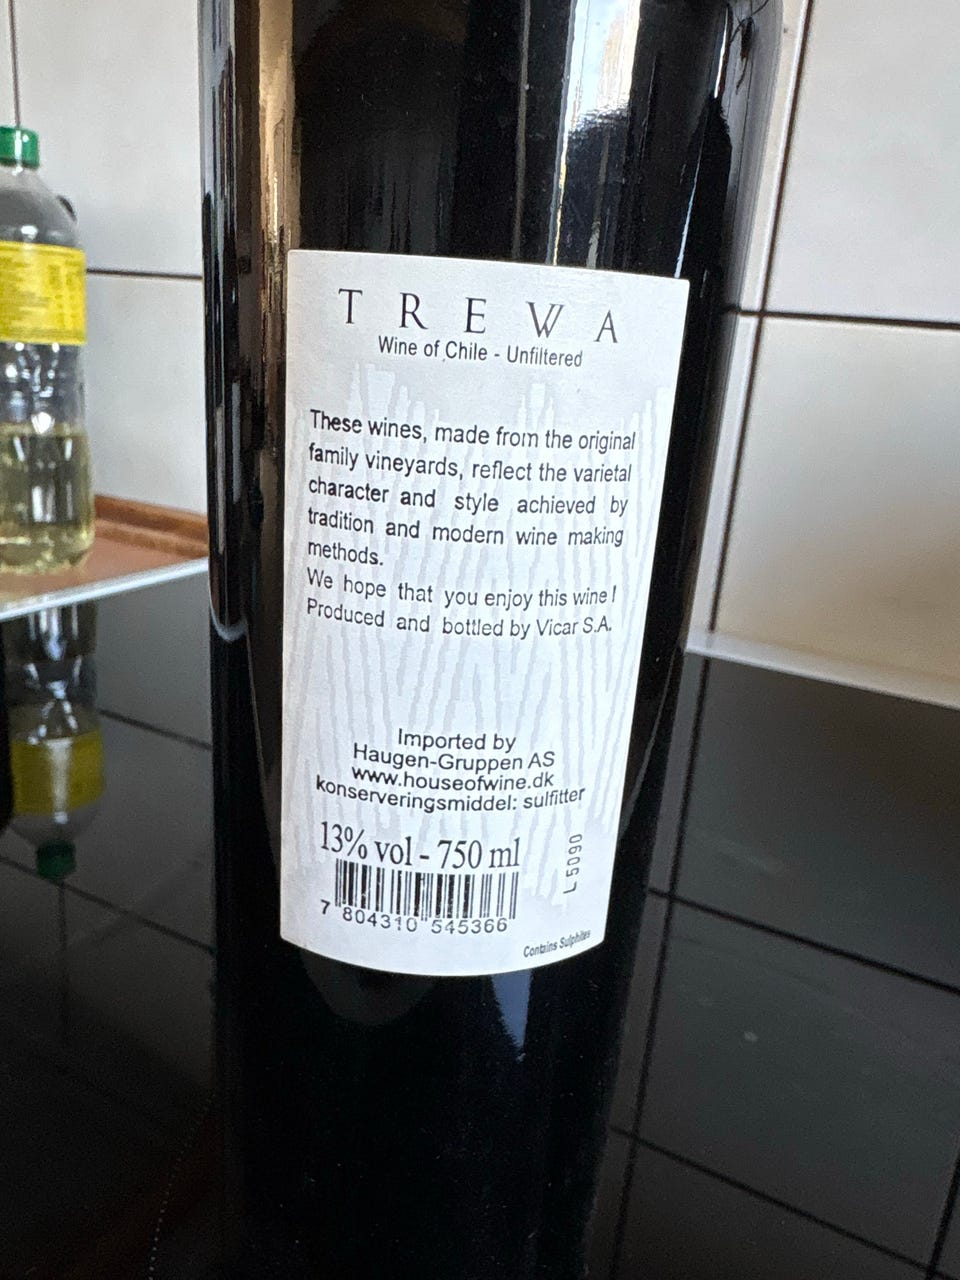 TREWA
Wine of Chile - Unfiltered
These wines, made from the original
family vineyards, reflect the varietal
character and style achieved by
tradition and modern wine making
methods.
We hope that you enjoy this wine !
Produced and bottled by Vicar S.A.
Imported by
Haugen-Gruppen AS
www.houseofwine.dk
konserveringsmiddel: sulfitter
13% vol - 750 ml
L 5090
7 804310 545366
Contains Sulphites